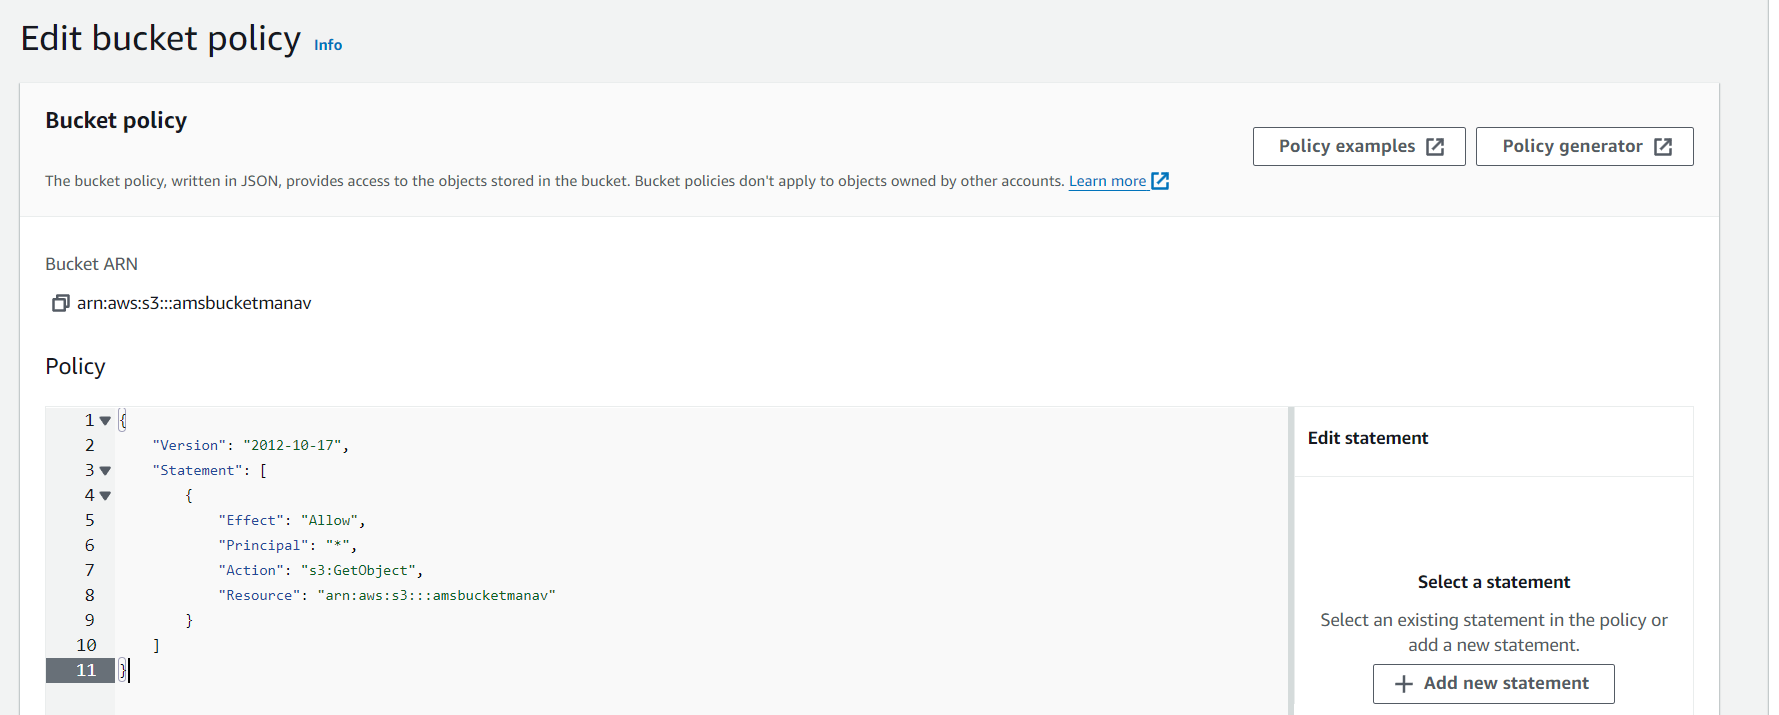 Edit bucket policy Info
Bucket policy
Policy examples
Policy generator
The bucket policy, written in JSON, provides access to the objects stored in the bucket. Bucket policies don't apply to objects owned by other accounts. Learn more
Bucket ARN
arn:aws:s3:::amsbucketmanav
Policy
1 {
2 "Version": "2012-10-17",
3 "Statement": [
4 {
5 "Effect": "Allow",
6 "Principal": "*",
7 "Action": "s3:GetObject",
8 "Resource": "arn:aws:s3:::amsbucketmanav"
9 }
10 ]
11 }
Edit statement
Select a statement
Select an existing statement in the policy or
add a new statement.
+ Add new statement